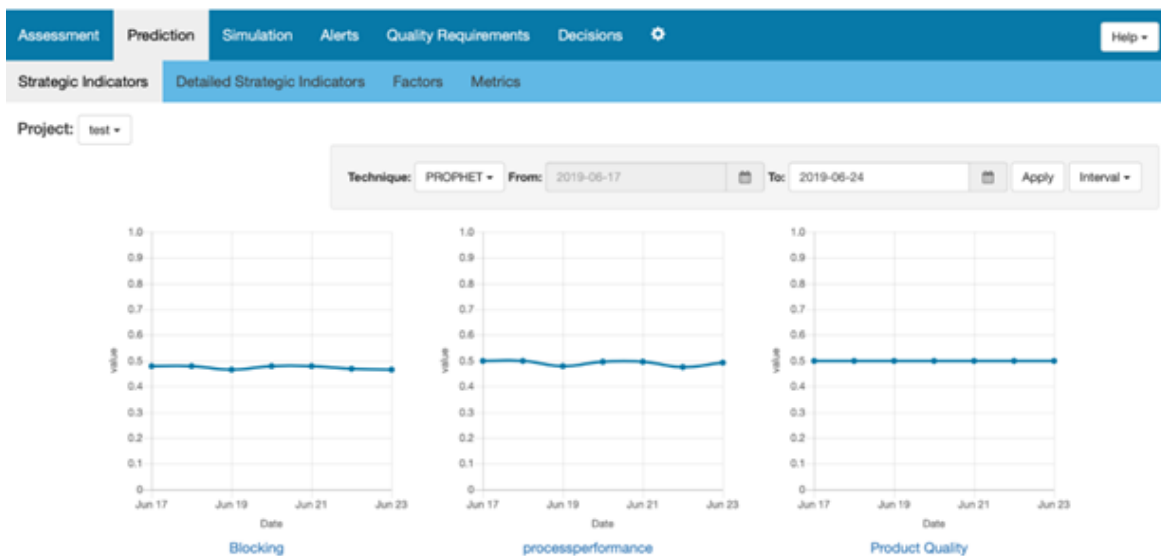 Assessment Prediction Simulation Alerts Quality Requirements Decisions Help
Strategic Indicators Detailed Strategic Indicators Factors Metrics
Project: test
Technique: PROPHET From: 2019-06-17 To: 2019-06-24 Apply Interval
1.0
0.9
0.8
0.7
0.6
0.5
0.4
0.3
0.2
0.1
0
value
Jun 17 Jun 19 Jun 21 Jun 23
Date
Blocking
1.0
0.9
0.8
0.7
0.6
0.5
0.4
0.3
0.2
0.1
0
value
Jun 17 Jun 19 Jun 21 Jun 23
Date
processperformance
1.0
0.9
0.8
0.7
0.6
0.5
0.4
0.3
0.2
0.1
0
value
Jun 17 Jun 19 Jun 21 Jun 23
Date
Product Quality